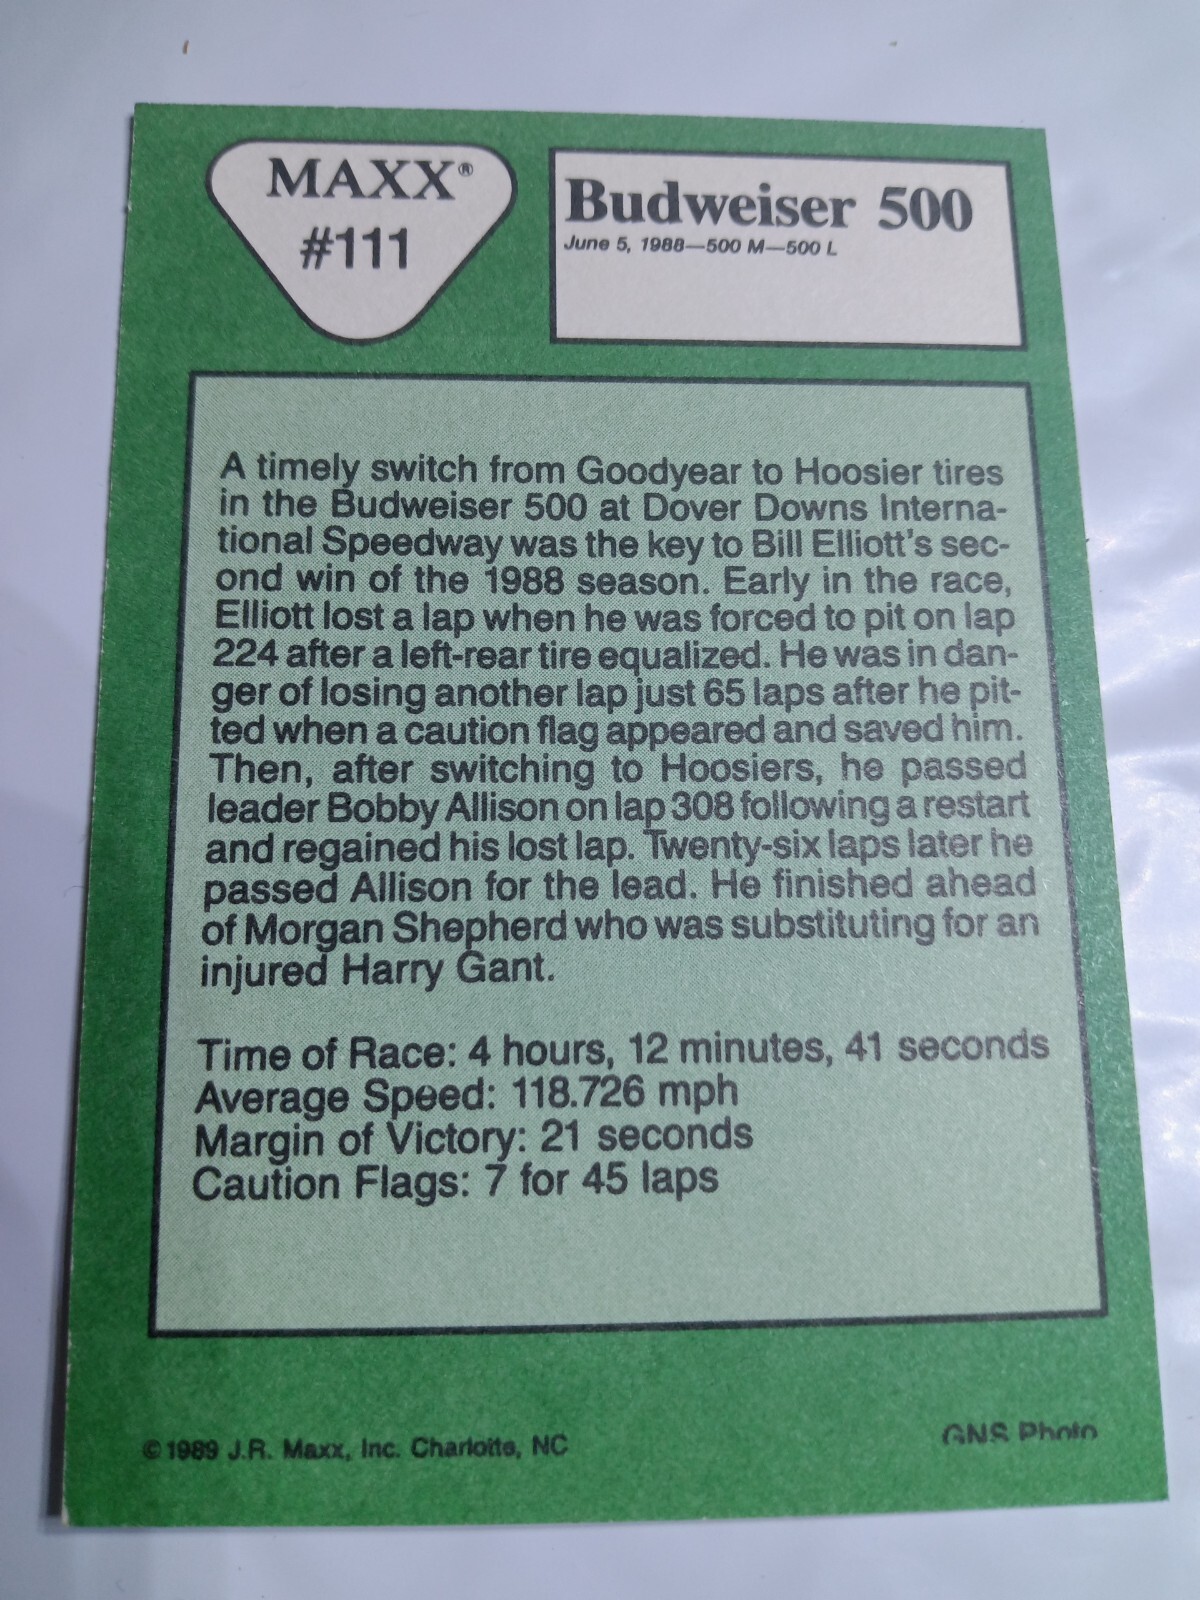 MAXX®
#111
Budweiser 500
June 5, 1988—500 M—500 L
A timely switch from Goodyear to Hoosier tires
in the Budweiser 500 at Dover Downs Interna-
tional Speedway was the key to Bill Elliott's sec-
ond win of the 1988 season. Early in the race,
Elliott lost a lap when he was forced to pit on lap
224 after a left-rear tire equalized. He was in dan-
ger of losing another lap just 65 laps after he pit-
ted when a caution flag appeared and saved him.
Then, after switching to Hoosiers, he passed
leader Bobby Allison on lap 308 following a restart
and regained his lost lap. Twenty-six laps later he
passed Allison for the lead. He finished ahead
of Morgan Shepherd who was substituting for an
injured Harry Gant.
Time of Race: 4 hours, 12 minutes, 41 seconds
Average Speed: 118.726 mph
Margin of Victory: 21 seconds
Caution Flags: 7 for 45 laps
© 1989 J.R. Maxx, Inc. Charlotte, NC
GNS Photo